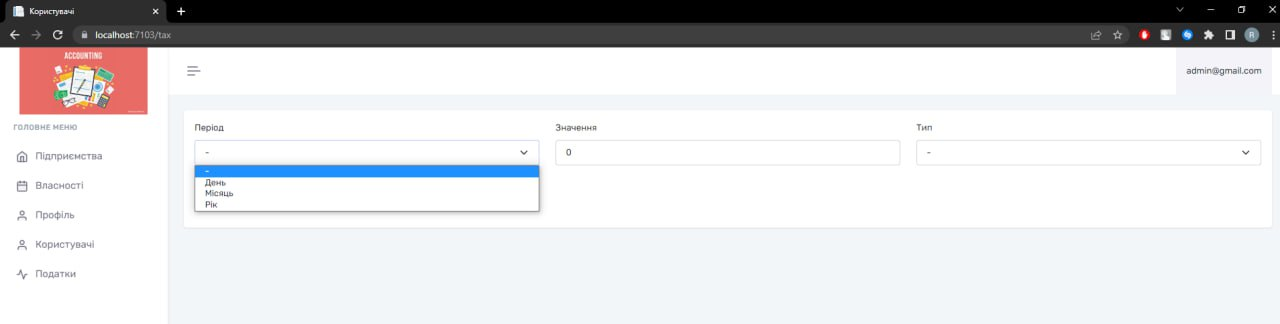 Користувачі
localhost:7103/tax
R
ACCOUNTING
admin@gmail.com
ГОЛОВНЕ МЕНЮ
Підприємства
Власності
Профіль
Користувачі
Податки
Період
-
-
День
Місяць
Рік
Значення
0
Тип
-